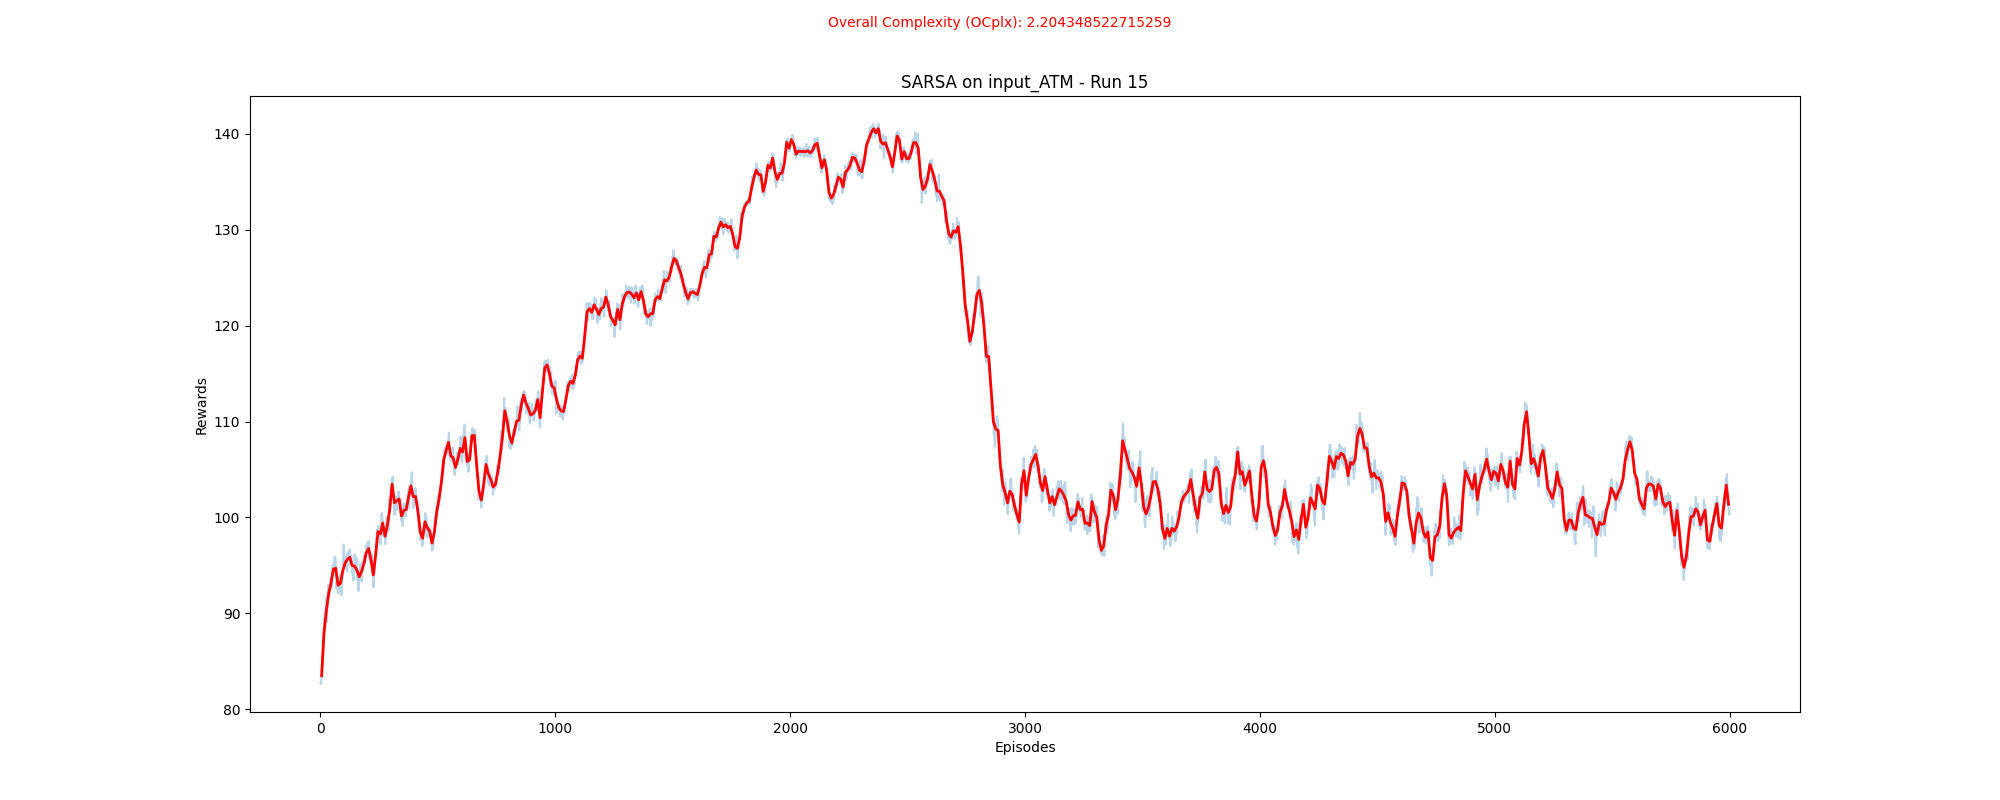 Overall Complexity (OCplx): 2.204348522715259
SARSA on input_ATM - Run 15
140
130
120
110
100
90
80
Rewards
0 1000 2000 3000 4000 5000 6000
Episodes